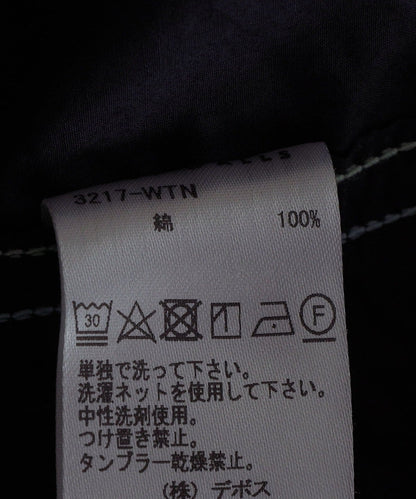 3217-WTN
綿 100%
30 F
単独で洗って下さい。
洗濯ネットを使用して下さい。
中性洗剤使用。
つけ置き禁止。
タンブラー乾燥禁止。
(株) デポス